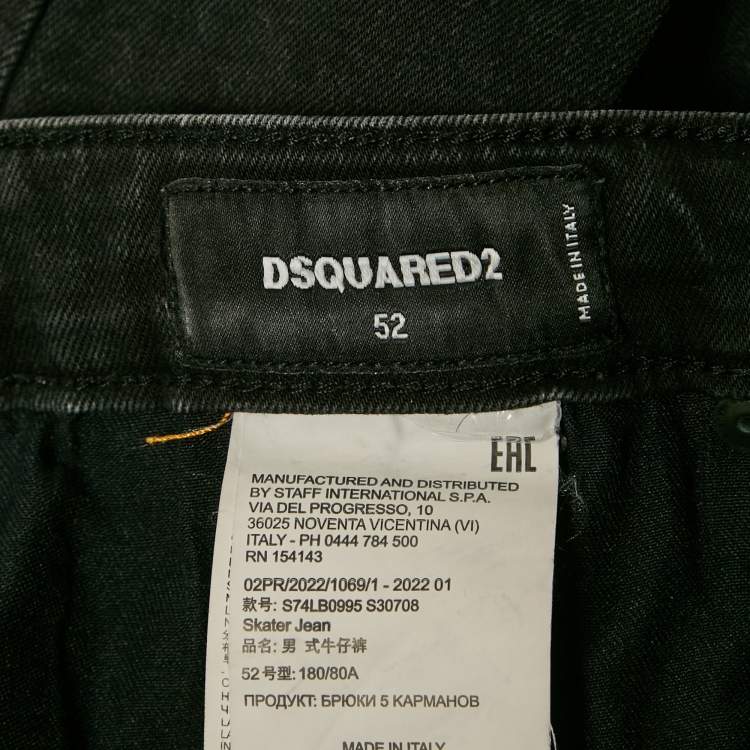 DSQUARED2
52
MADE IN ITALY
EAC
MANUFACTURED AND DISTRIBUTED
BY STAFF INTERNATIONAL S.P.A.
VIA DEL PROGRESSO, 10
36025 NOVENTA VICENTINA (VI)
ITALY - PH 0444 784 500
RN 154143
02PR/2022/1069/1 - 2022 01
款号: S74LB0995 S30708
Skater Jean
品名: 男 式牛仔裤
52号型: 180/80A
ПРОДУКТ: БРЮКИ 5 КАРМАНОВ
MADE IN ITALY